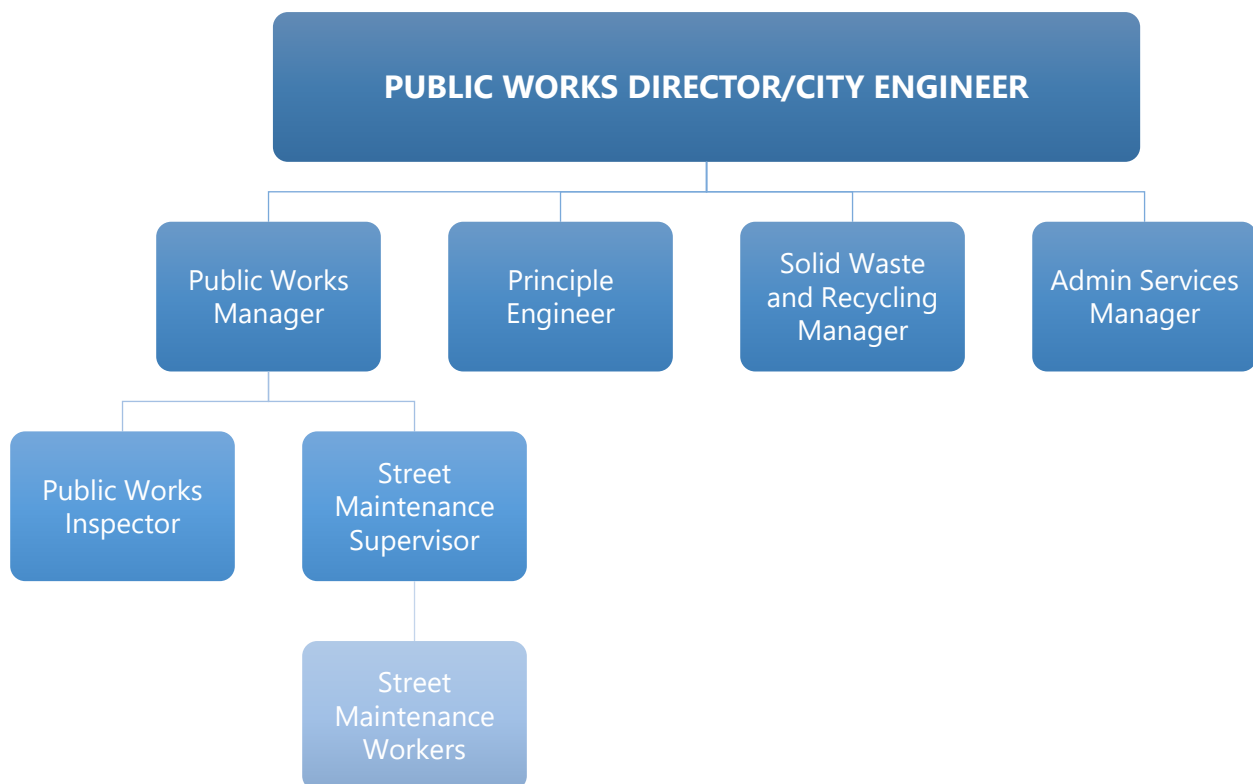 PUBLIC WORKS DIRECTOR/CITY ENGINEER
Public Works
Manager
Principle
Engineer
Solid Waste
and Recycling
Manager
Admin Services
Manager
Public Works
Inspector
Street
Maintenance
Supervisor
Street
Maintenance
Workers